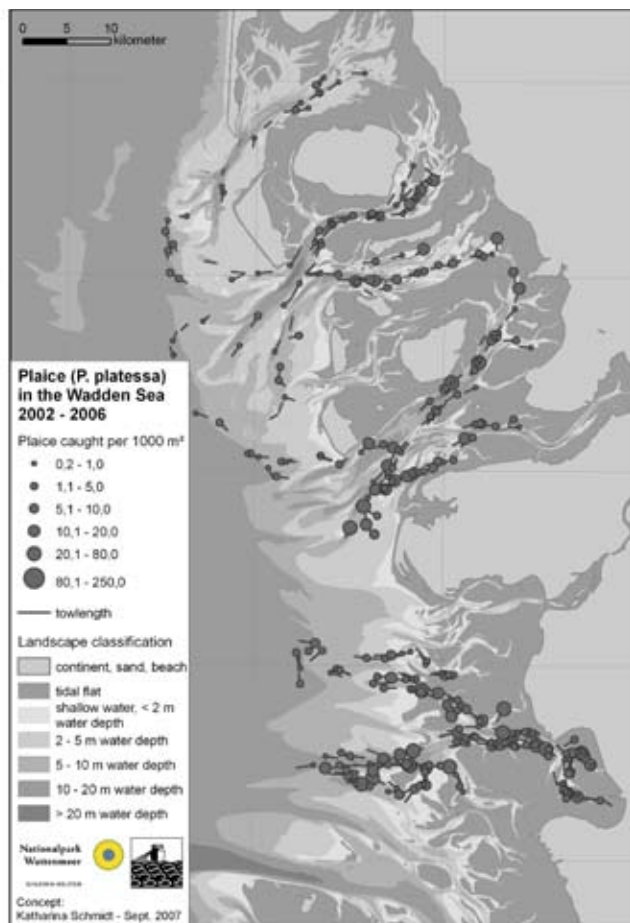 0 5 10
kilometer
Plaice (P. platessa)
in the Wadden Sea
2002 - 2006
Plaice caught per 1000 m²
0,2 - 1,0
1,1 - 5,0
5,1 - 10,0
10,1 - 20,0
20,1 - 80,0
80,1 - 250,0
towlength
Landscape classification
continent, sand, beach
tidal flat
shallow water, < 2 m
water depth
2 - 5 m water depth
5 - 10 m water depth
10 - 20 m water depth
> 20 m water depth
Nationalpark
Wattenmeer
Concept:
Katharina Schmidt - Sept. 2007